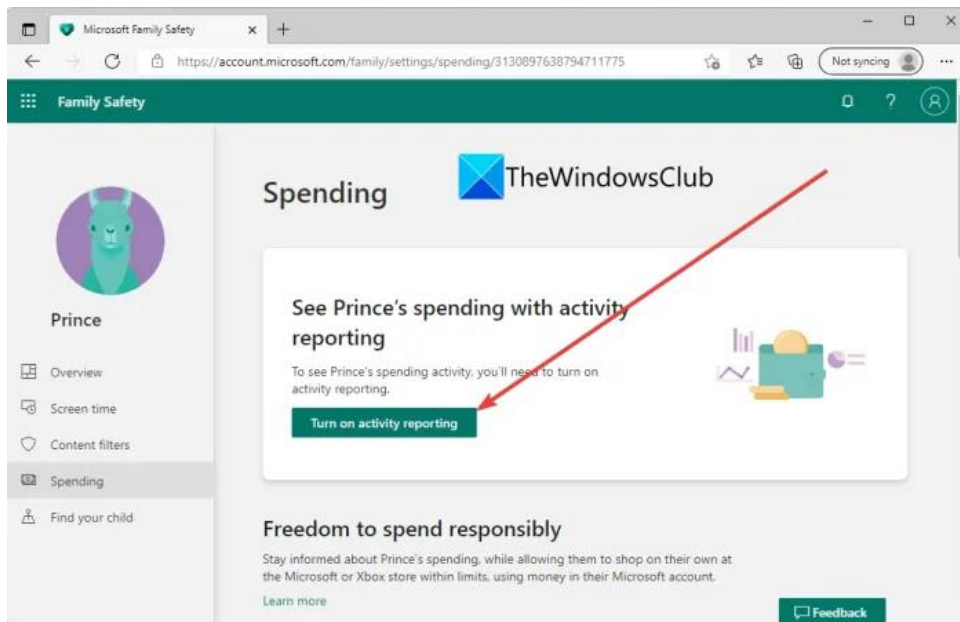 Microsoft Family Safety
https://account.microsoft.com/family/settings/spending/3130897638794711775
Not syncing
Family Safety
?
TheWindowsClub
Spending
Prince
See Prince's spending with activity
reporting
To see Prince's spending activity, you'll need to turn on
activity reporting.
Turn on activity reporting
Overview
Screen time
Content filters
Spending
Find your child
Freedom to spend responsibly
Stay informed about Prince's spending, while allowing them to shop on their own at
the Microsoft or Xbox store within limits, using money in their Microsoft account.
Learn more
Feedback